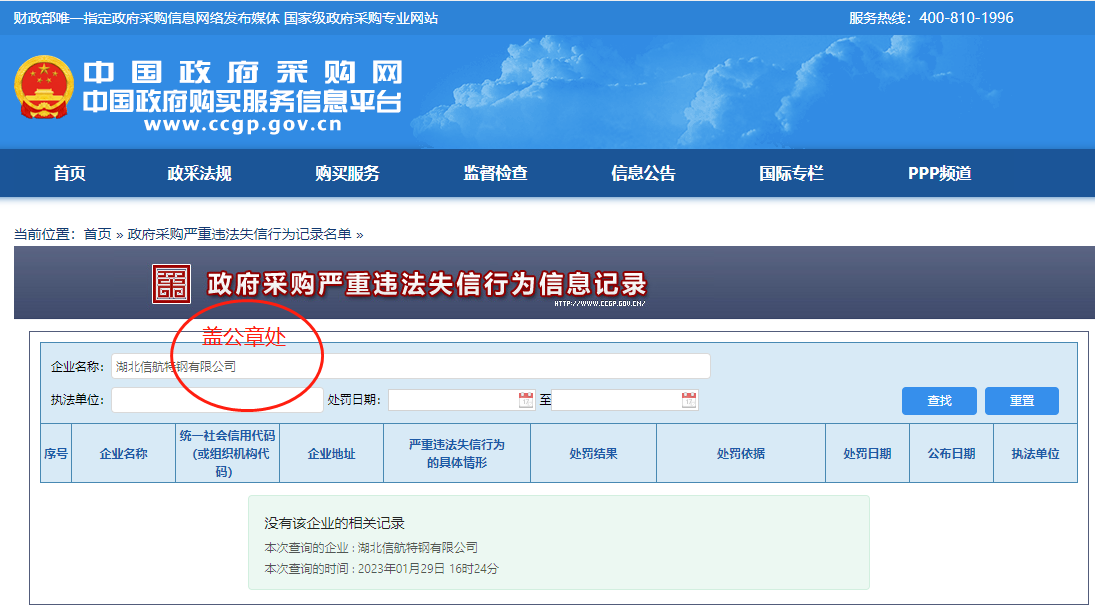 财政部唯一指定政府采购信息网络发布媒体 国家级政府采购专业网站
服务热线：400-810-1996
中国政府采购网
中国政府购买服务信息平台
www.ccgp.gov.cn
首页 政采法规 购买服务 监督检查 信息公告 国际专栏 PPP频道
当前位置：首页 » 政府采购严重违法失信行为记录名单 »
政府采购严重违法失信行为信息记录
HTTP://WWW.CCGP.GOV.CN/
盖公章处
企业名称：湖北信航特钢有限公司
执法单位： 处罚日期： 至
查找 重置
序号 企业名称 统一社会信用代码（或组织机构代码） 企业地址 严重违法失信行为的具体情形 处罚结果 处罚依据 处罚日期 公布日期 执法单位
没有该企业的相关记录
本次查询的企业 : 湖北信航特钢有限公司
本次查询的时间 : 2023年01月29日 16时24分